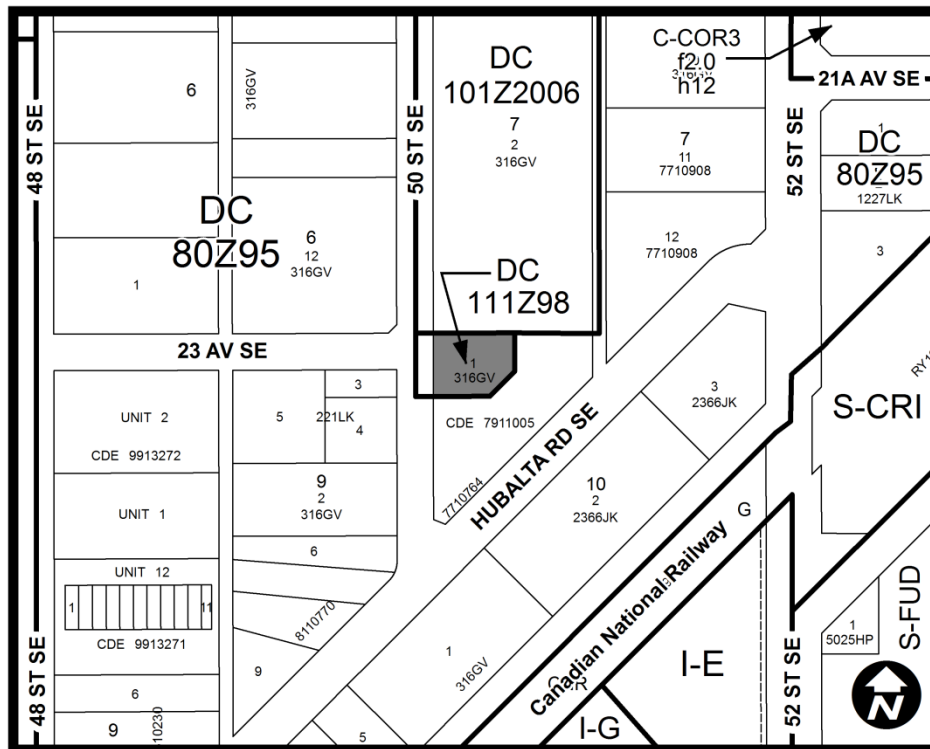 48 ST SE
6
316GV
50 ST SE
DC
101Z2006
7
2
316GV
C-COR3
f2.0
h12
21A AV SE
52 ST SE
7
11
7710908
1
DC
80Z95
1227LK
DC
80Z95
6
12
316GV
1
12
7710908
3
DC
111Z98
23 AV SE
1
316GV
RY
3
5
221LK
4
UNIT 2
CDE 9913272
CDE 7911005
3
2366JK
S-CRI
HUBALTA RD SE
7710764
9
2
316GV
10
2
2366JK
UNIT 1
G
6
UNIT 12
1
11
8110770
Canadian National Railway
9
S-FUD
1
5025HP
CDE 9913271
9
1
316GV
I-E
48 ST SE
6
52 ST SE
N
9
10230
5
I-G